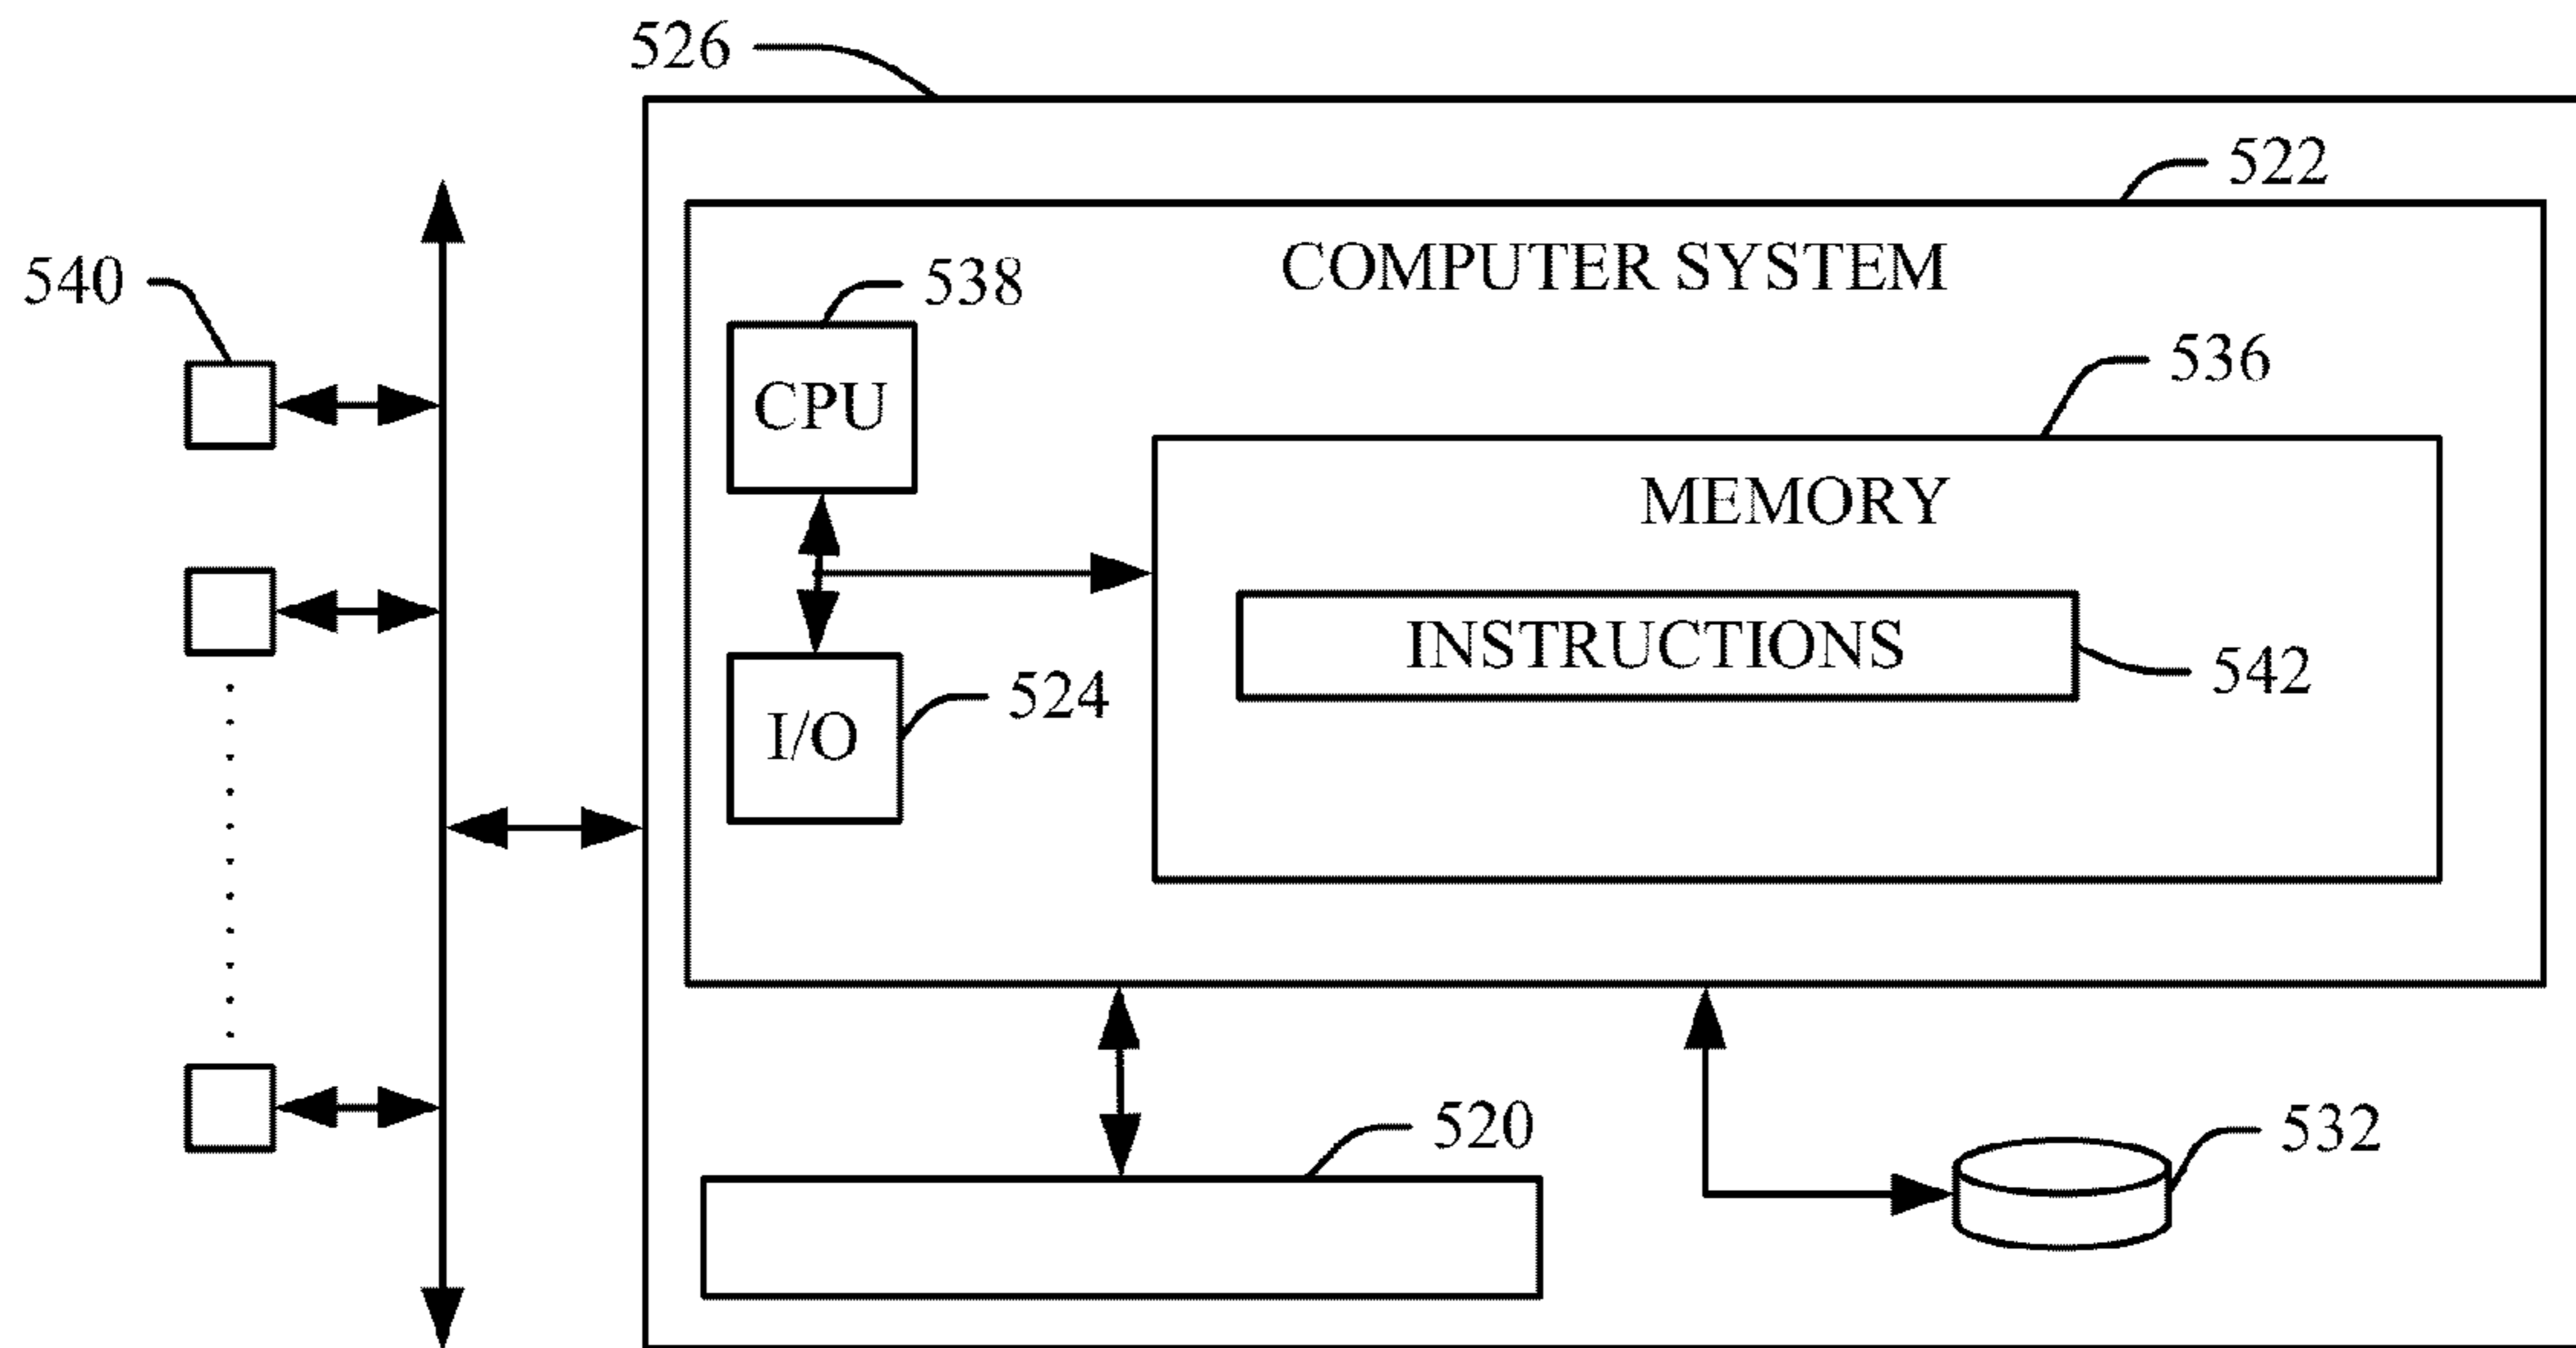 526
522
COMPUTER SYSTEM
540
538
536
CPU
MEMORY
INSTRUCTIONS
542
524
I/O
520
532